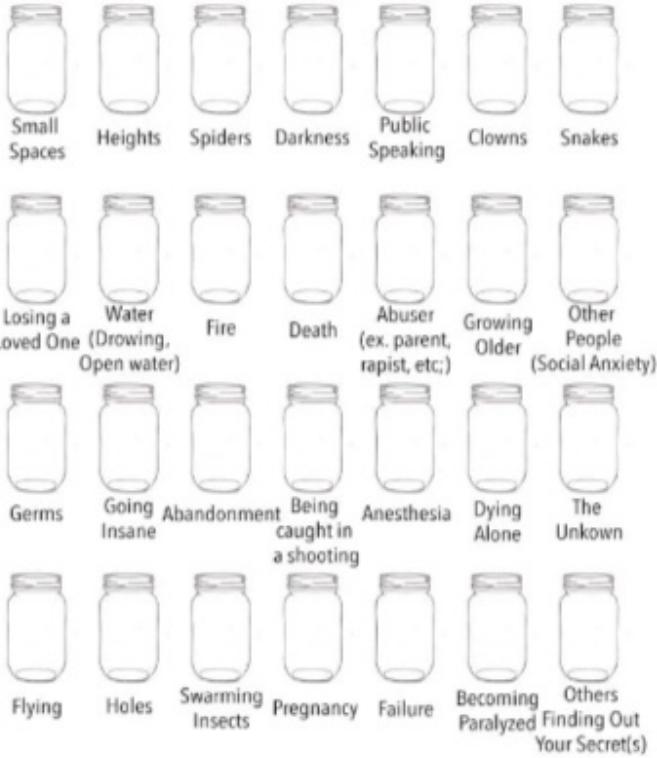 Small
Spaces
Heights
Spiders
Darkness
Public
Speaking
Clowns
Snakes
Losing a
Loved One
Water
(Drowing,
Open water)
Fire
Death
Abuser
(ex. parent,
rapist, etc;)
Growing
Older
Other
People
(Social Anxiety)
Germs
Going
Insane
Abandonment
Being
caught in
a shooting
Anesthesia
Dying
Alone
The
Unkown
Flying
Holes
Swarming
Insects
Pregnancy
Failure
Becoming
Paralyzed
Others
Finding Out
Your Secret(s)